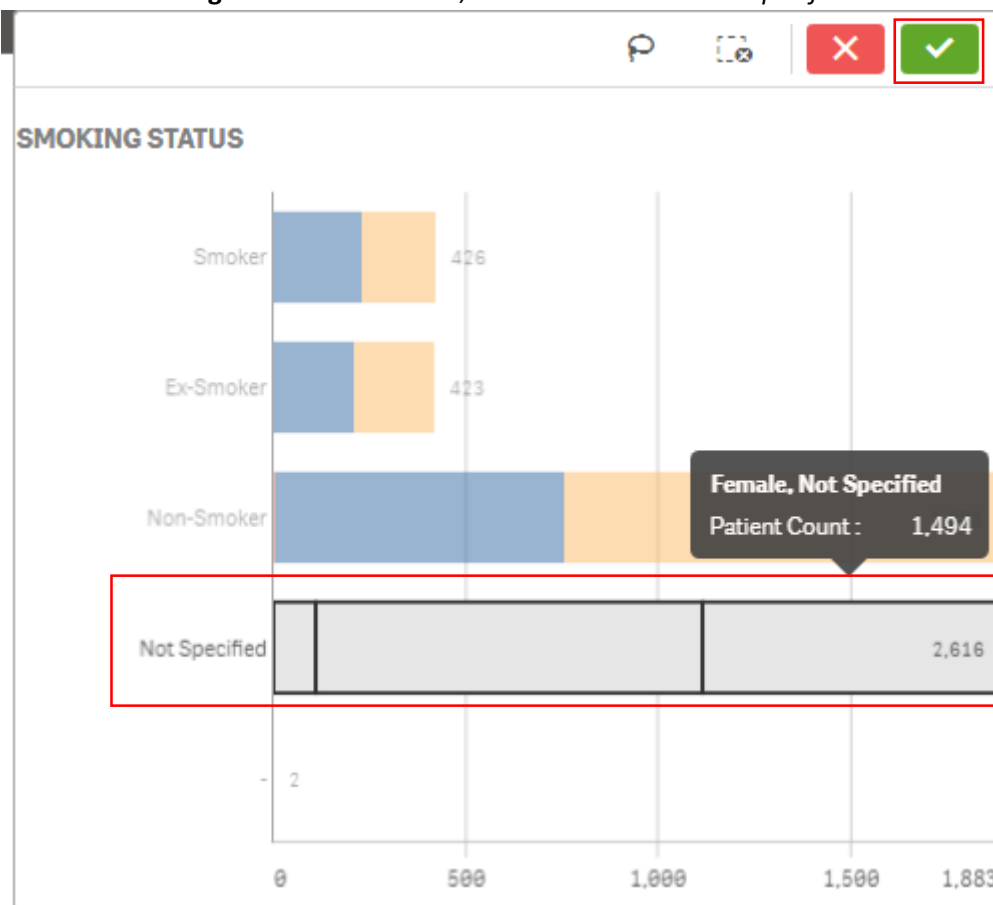 SMOKING STATUS
Smoker 426
Ex-Smoker 423
Female, Not Specified
Patient Count : 1,494
Non-Smoker
Not Specified 2,616
- 2
0 500 1,000 1,500 1,883